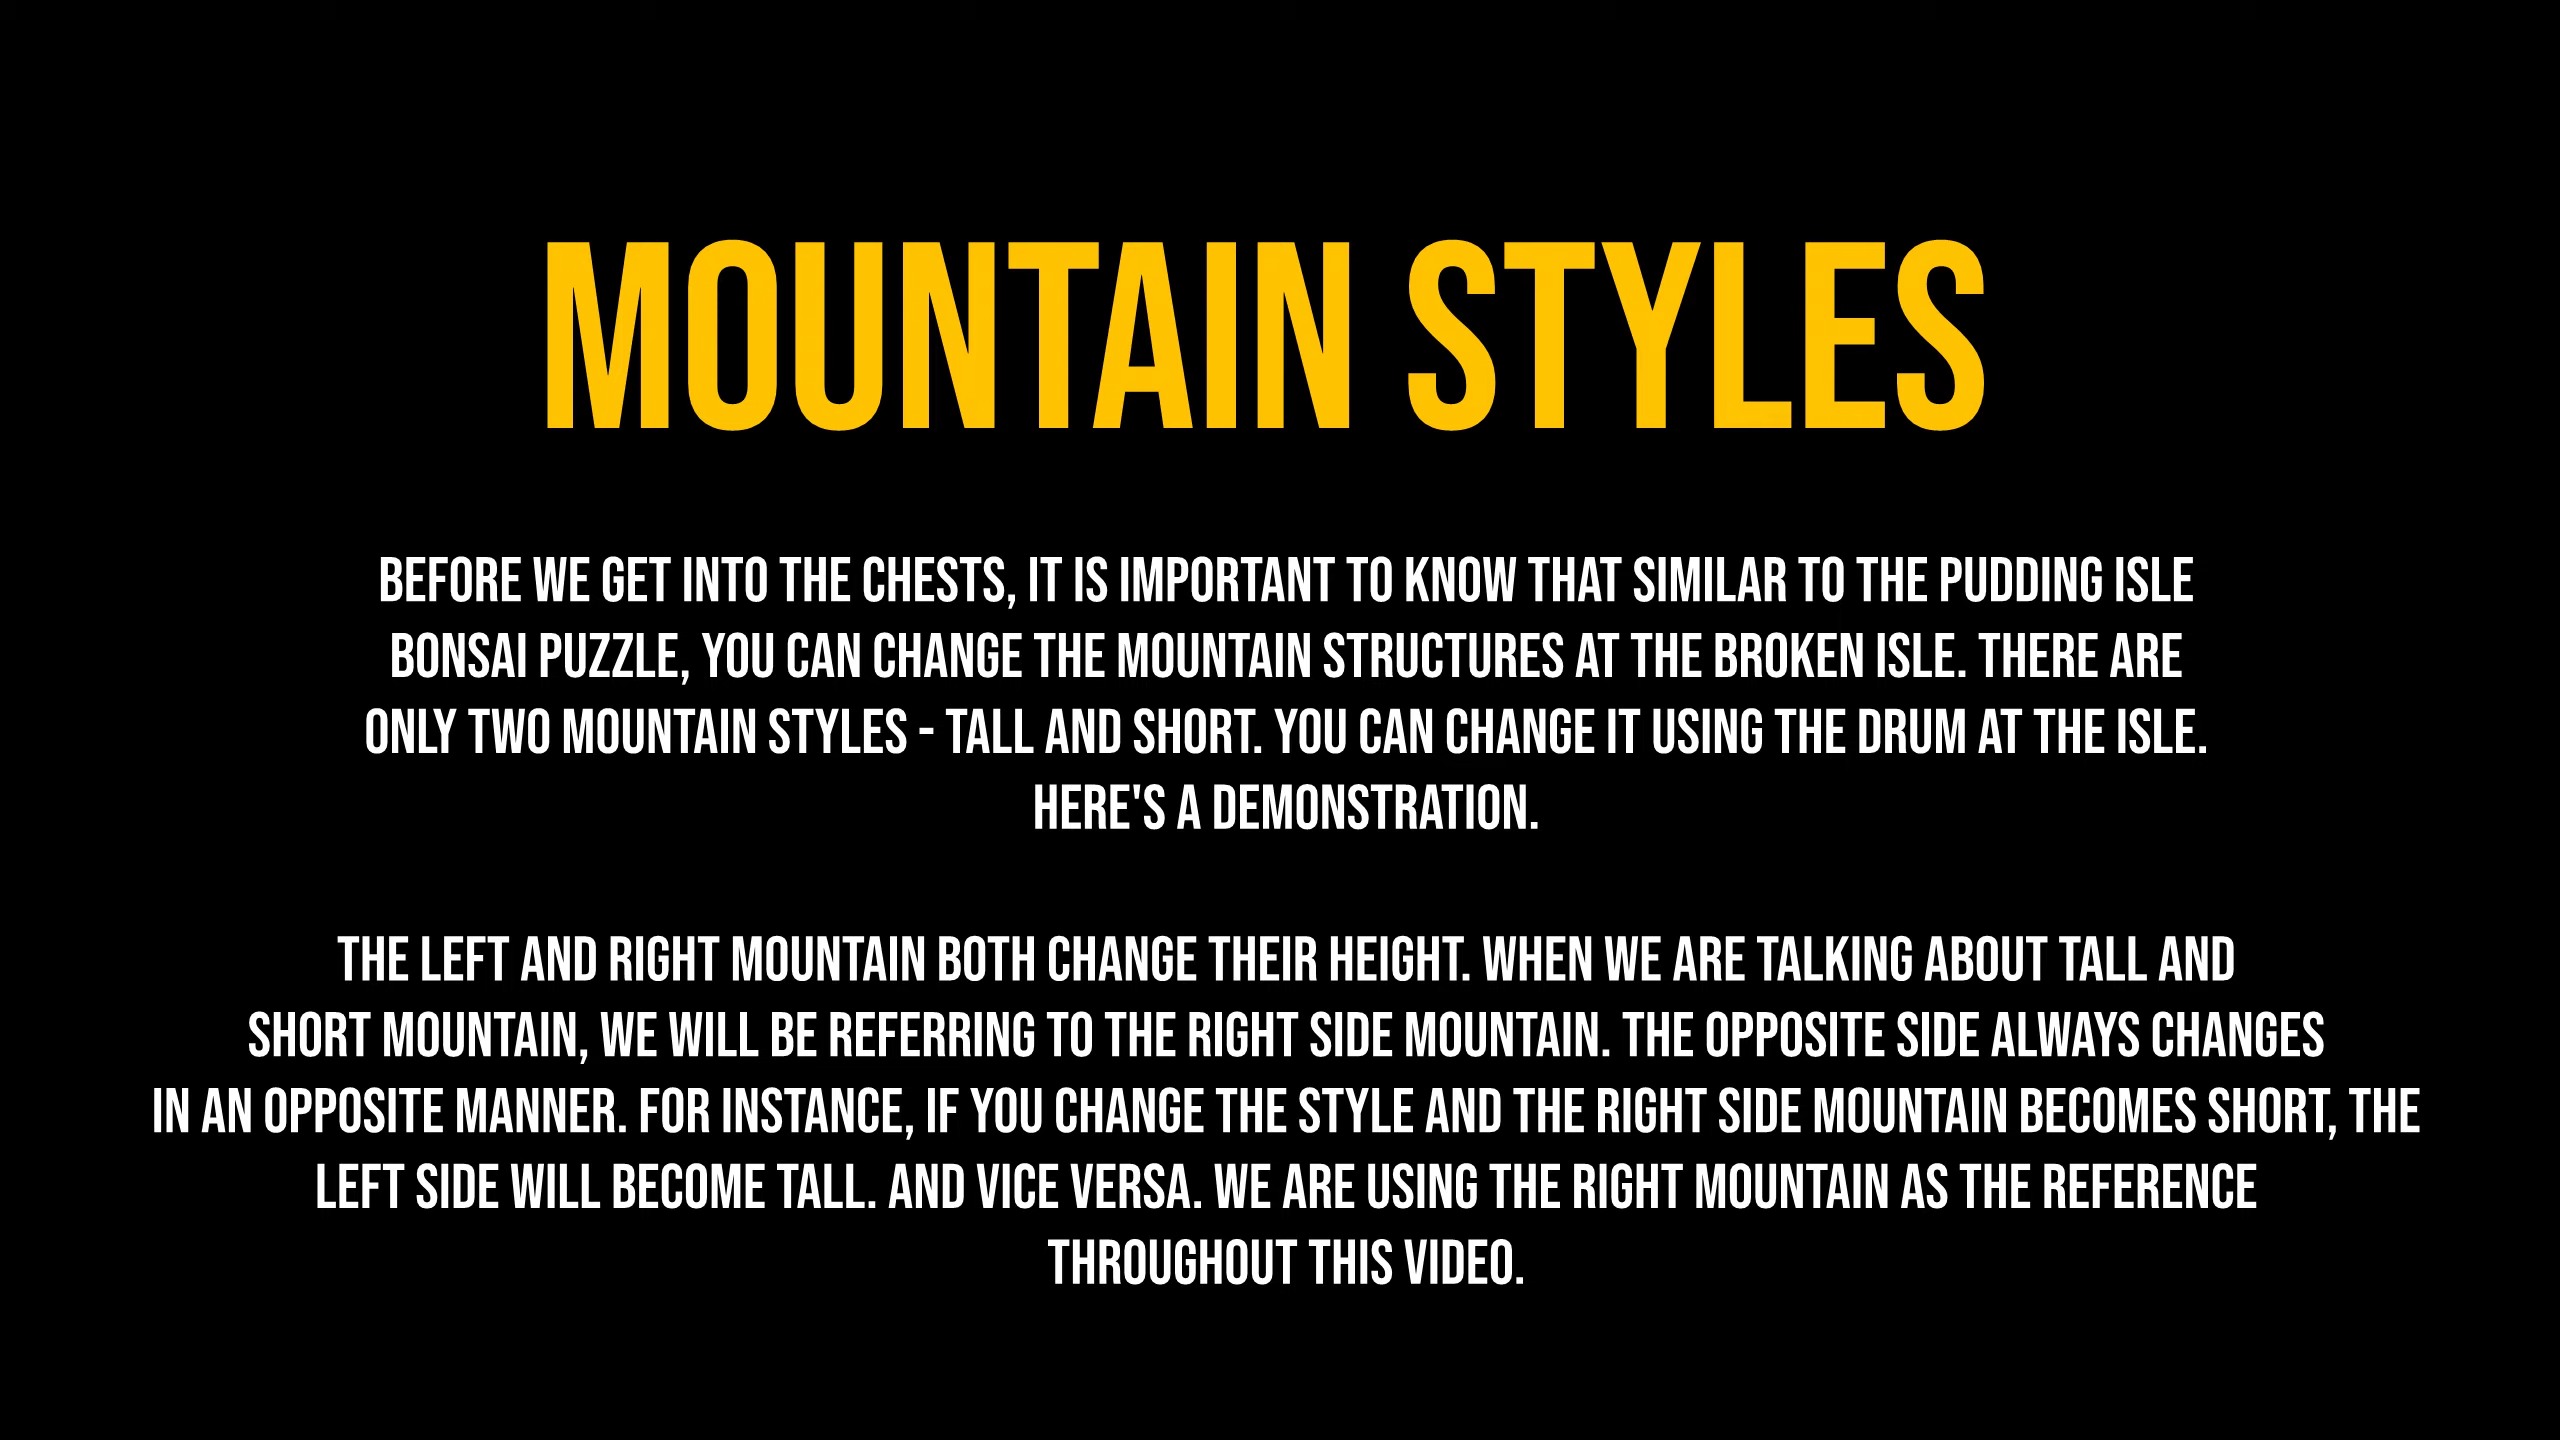 MOUNTAIN STYLES
BEFORE WE GET INTO THE CHESTS, IT IS IMPORTANT TO KNOW THAT SIMILAR TO THE PUDDING ISLE
BONSAI PUZZLE, YOU CAN CHANGE THE MOUNTAIN STRUCTURES AT THE BROKEN ISLE. THERE ARE
ONLY TWO MOUNTAIN STYLES - TALL AND SHORT. YOU CAN CHANGE IT USING THE DRUM AT THE ISLE.
HERE'S A DEMONSTRATION.
THE LEFT AND RIGHT MOUNTAIN BOTH CHANGE THEIR HEIGHT. WHEN WE ARE TALKING ABOUT TALL AND
SHORT MOUNTAIN, WE WILL BE REFERRING TO THE RIGHT SIDE MOUNTAIN. THE OPPOSITE SIDE ALWAYS CHANGES
IN AN OPPOSITE MANNER. FOR INSTANCE, IF YOU CHANGE THE STYLE AND THE RIGHT SIDE MOUNTAIN BECOMES SHORT, THE
LEFT SIDE WILL BECOME TALL. AND VICE VERSA. WE ARE USING THE RIGHT MOUNTAIN AS THE REFERENCE
THROUGHOUT THIS VIDEO.